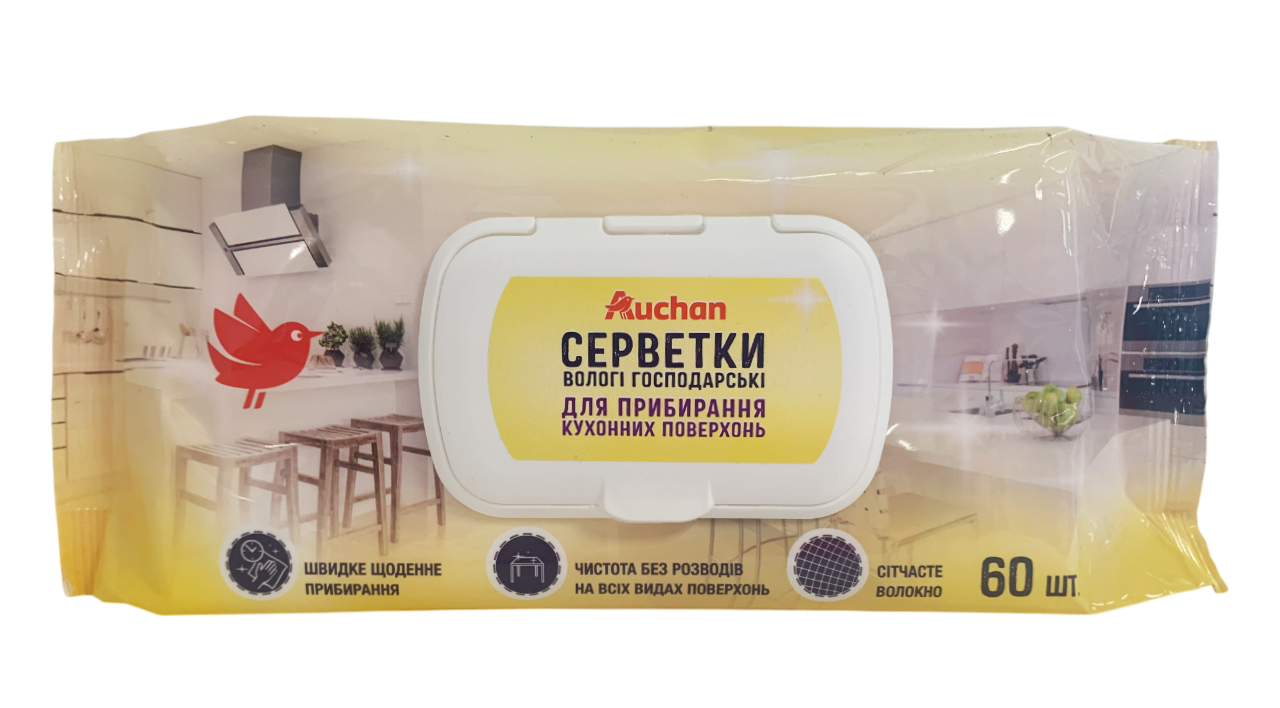 Auchan
СЕРВЕТКИ
ВОЛОГІ ГОСПОДАРСЬКІ
ДЛЯ ПРИБИРАННЯ
КУХОННИХ ПОВЕРХОНЬ
ШВИДКЕ ЩОДЕННЕ
ПРИБИРАННЯ
ЧИСТОТА БЕЗ РОЗВОДІВ
НА ВСІХ ВИДАХ ПОВЕРХОНЬ
СІТЧАСТЕ
ВОЛОКНО
60 ШТ.